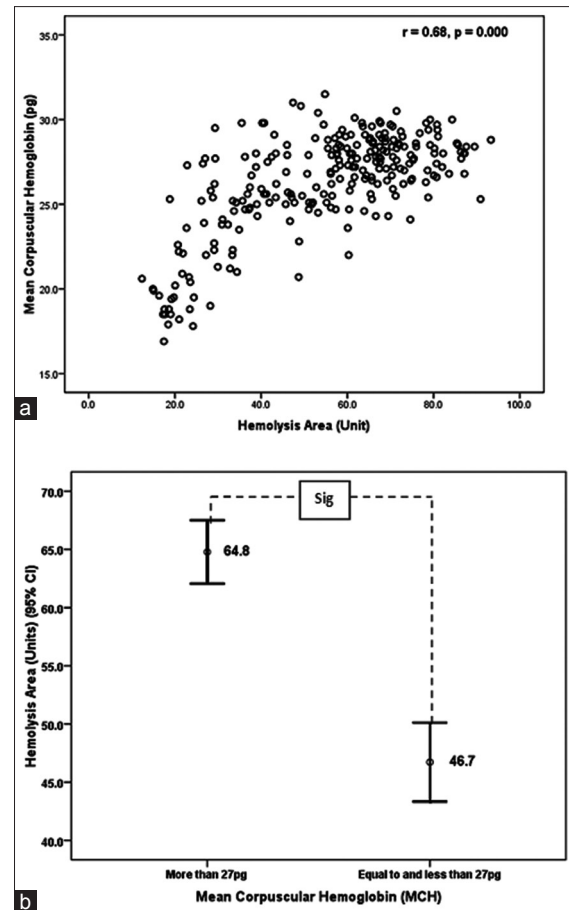 r = 0.68, p = 0.000
Mean Corpuscular Hemoglobin (pg)
35.0
30.0
25.0
20.0
15.0
0.0 20.0 40.0 60.0 80.0 100.0
Hemolysis Area (Unit)
a
Hemolysis Area (Units) (95% CI)
70.0
65.0
60.0
55.0
50.0
45.0
40.0
Sig
64.8
46.7
More than 27pg Equal to and less than 27pg
Mean Corpuscular Hemoglobin (MCH)
b